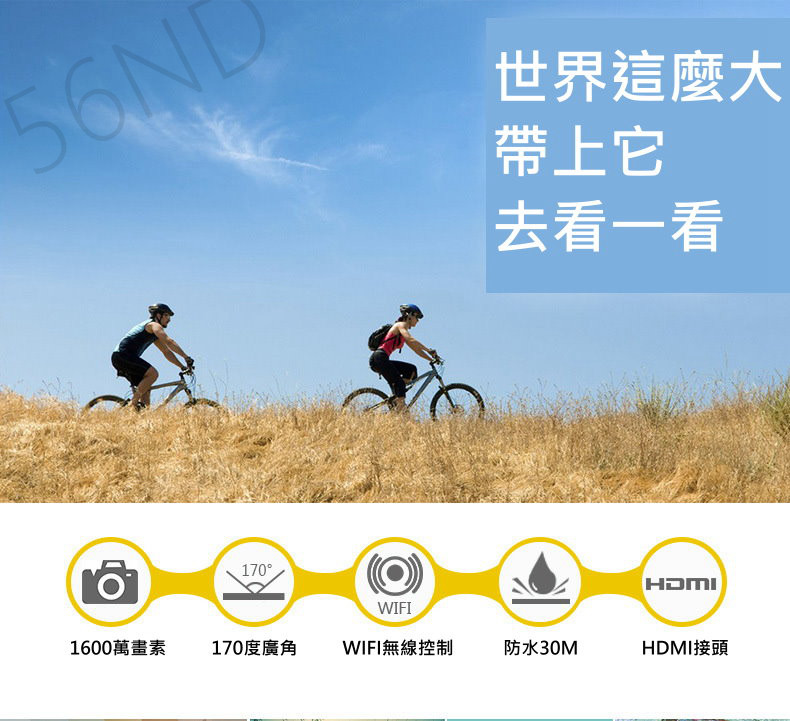 56ND
世界這麼大
帶上它
去看一看
170°
WIFI
HDMI
1600萬畫素
170度廣角
WIFI無線控制
防水30M
HDMI接頭